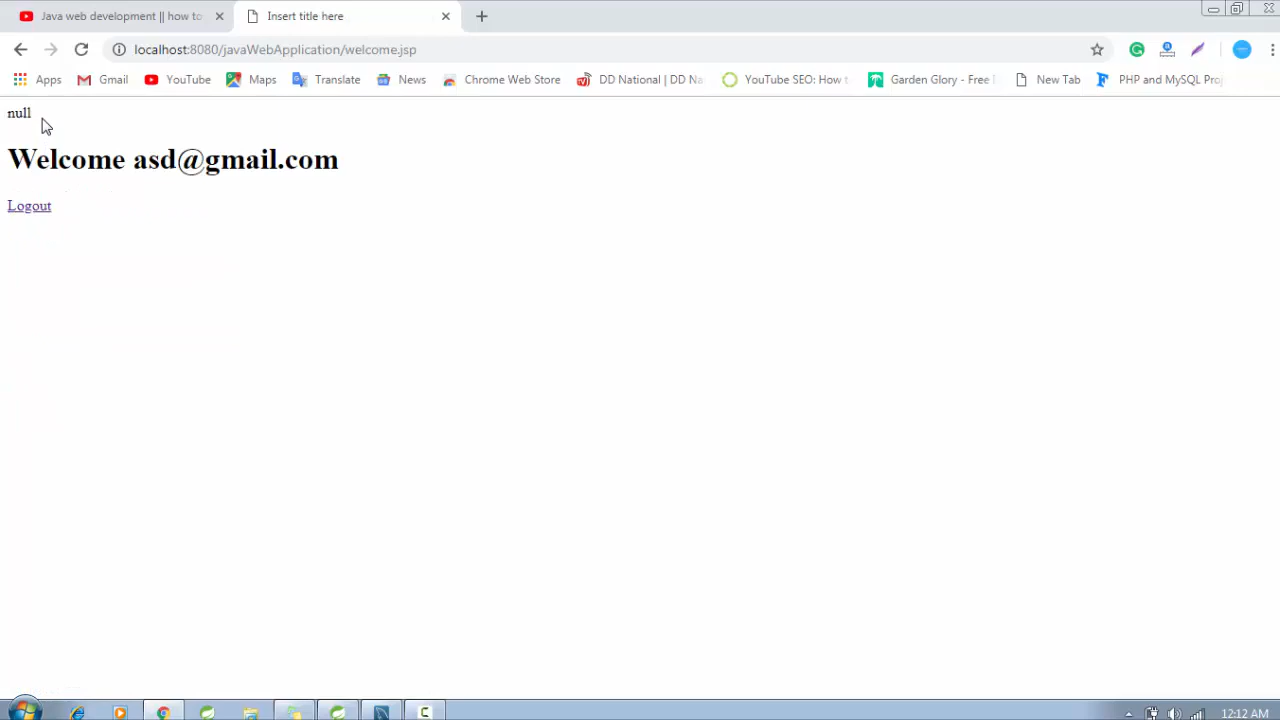 Java web development || how to
Insert title here
localhost:8080/javaWebApplication/welcome.jsp
Apps Gmail YouTube Maps Translate News Chrome Web Store DD National | DD Na YouTube SEO: How t Garden Glory - Free New Tab PHP and MySQL Proj
null
Welcome asd@gmail.com
Logout
12:12 AM